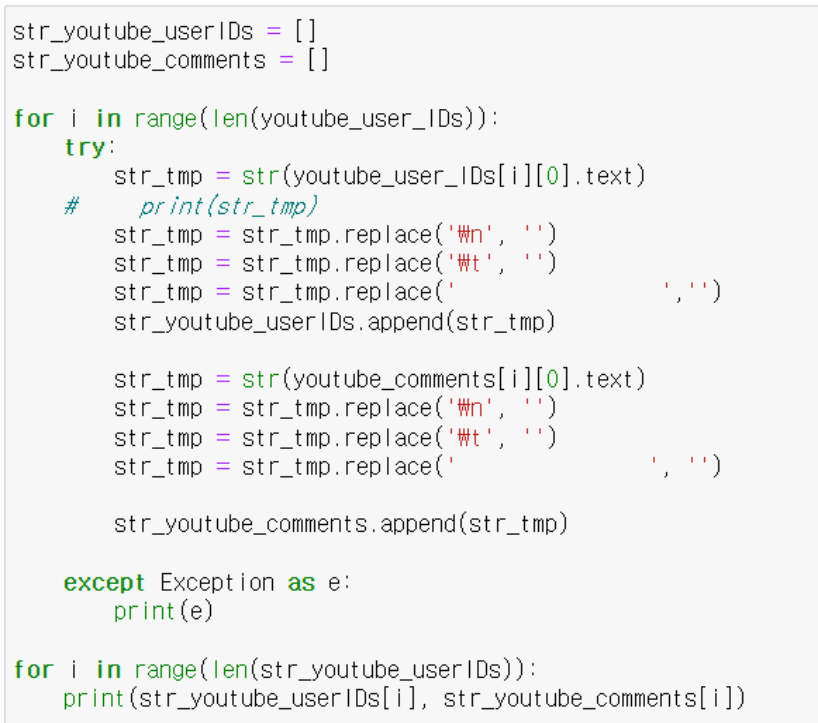 str_youtube_userIDs = []
str_youtube_comments = []
for i in range(len(youtube_user_IDs)):
    try:
        str_tmp = str(youtube_user_IDs[i][0].text)
    #     print(str_tmp)
        str_tmp = str_tmp.replace('₩n', '')
        str_tmp = str_tmp.replace('₩t', '')
        str_tmp = str_tmp.replace('                ','')
        str_youtube_userIDs.append(str_tmp)
        str_tmp = str(youtube_comments[i][0].text)
        str_tmp = str_tmp.replace('₩n', '')
        str_tmp = str_tmp.replace('₩t', '')
        str_tmp = str_tmp.replace('               ', '')
        str_youtube_comments.append(str_tmp)
    except Exception as e:
        print(e)
for i in range(len(str_youtube_userIDs)):
    print(str_youtube_userIDs[i], str_youtube_comments[i])